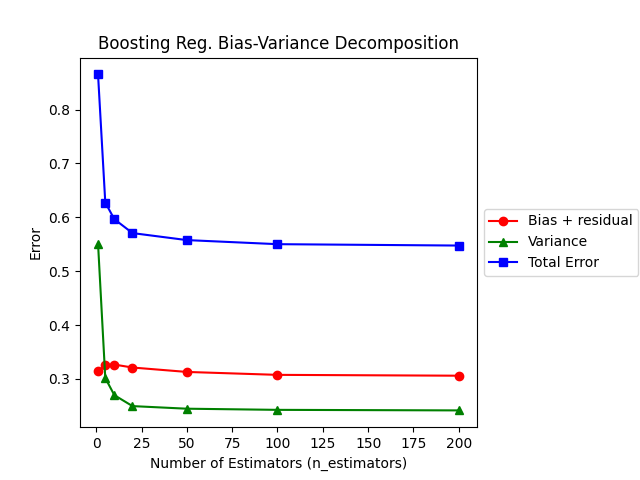 Boosting Reg. Bias-Variance Decomposition
Error
0.8
0.7
0.6
0.5
0.4
0.3
0 25 50 75 100 125 150 175 200
Number of Estimators (n_estimators)
Bias + residual
Variance
Total Error